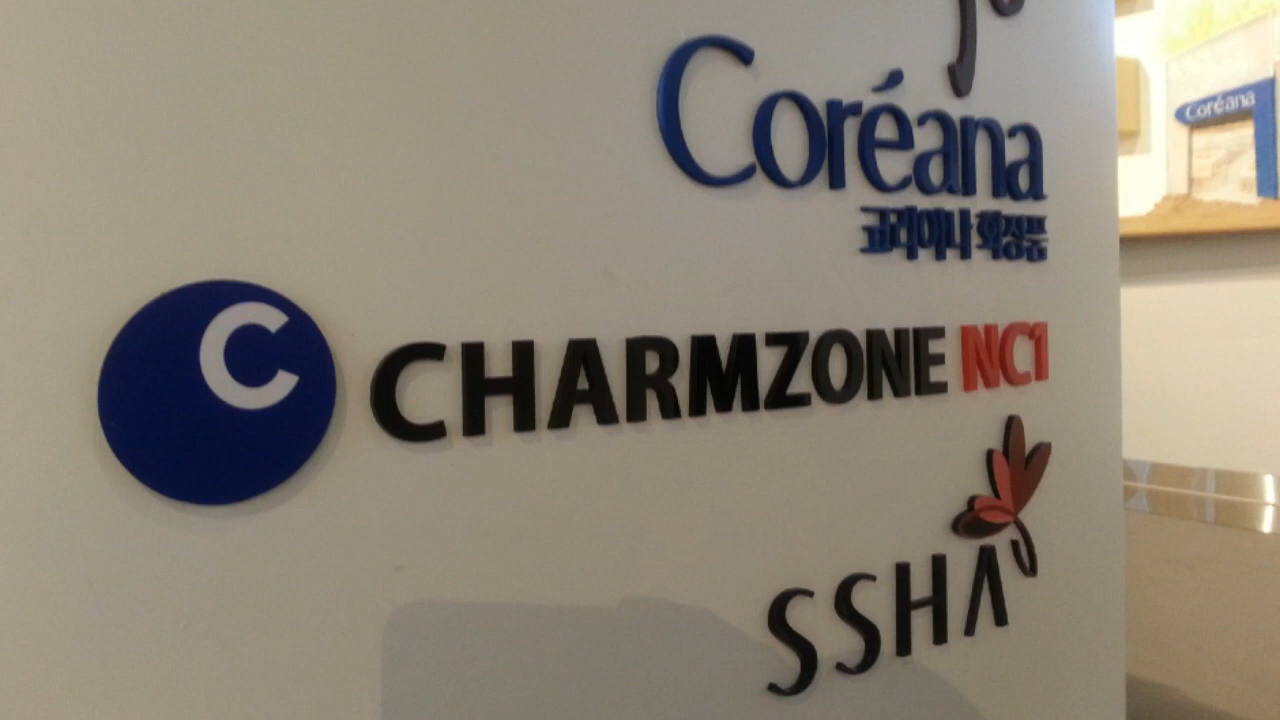 Coréana
코리아나 화장품
Coréana
C CHARMZONE NC1
SSHA